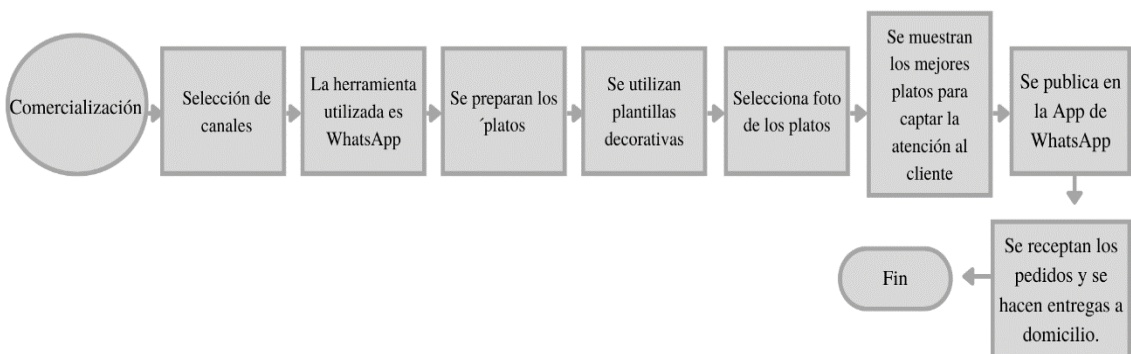 Comercialización
Selección de
canales
La herramienta
utilizada es
WhatsApp
Se preparan los
´platos
Se utilizan
plantillas
decorativas
Selecciona foto
de los platos
Se muestran
los mejores
platos para
captar la
atención al
cliente
Se publica en
la App de
WhatsApp
Se receptan los
pedidos y se
hacen entregas a
domicilio.
Fin